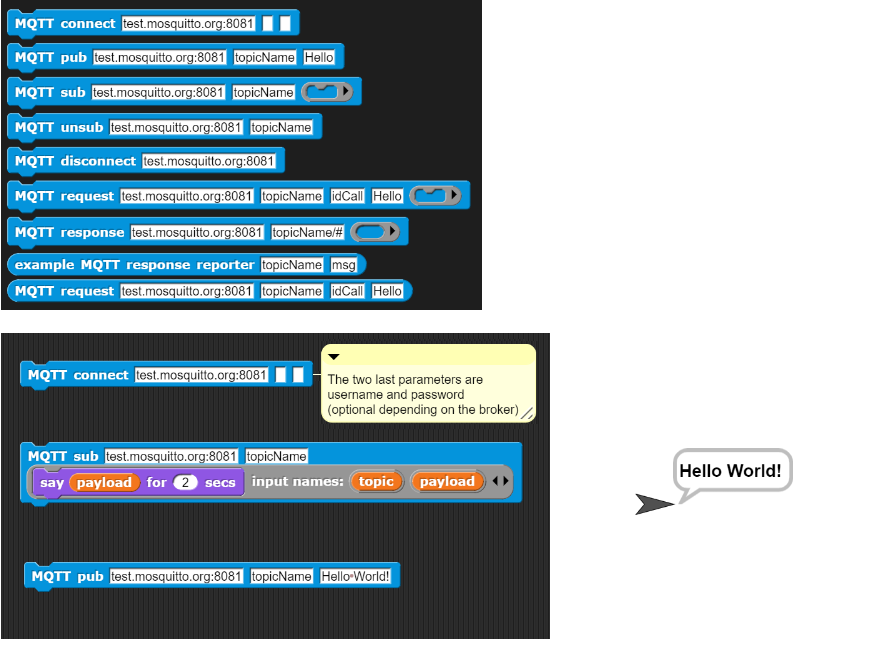 MQTT connect test.mosquitto.org:8081
MQTT pub test.mosquitto.org:8081 topicName Hello
MQTT sub test.mosquitto.org:8081 topicName
MQTT unsub test.mosquitto.org:8081 topicName
MQTT disconnect test.mosquitto.org:8081
MQTT request test.mosquitto.org:8081 topicName idCall Hello
MQTT response test.mosquitto.org:8081 topicName/#
example MQTT response reporter topicName msg
MQTT request test.mosquitto.org:8081 topicName idCall Hello
MQTT connect test.mosquitto.org:8081
The two last parameters are
username and password
(optional depending on the broker)
MQTT sub test.mosquitto.org:8081 topicName
say payload for 2 secs input names: topic payload
Hello World!
MQTT pub test.mosquitto.org:8081 topicName Hello•World!